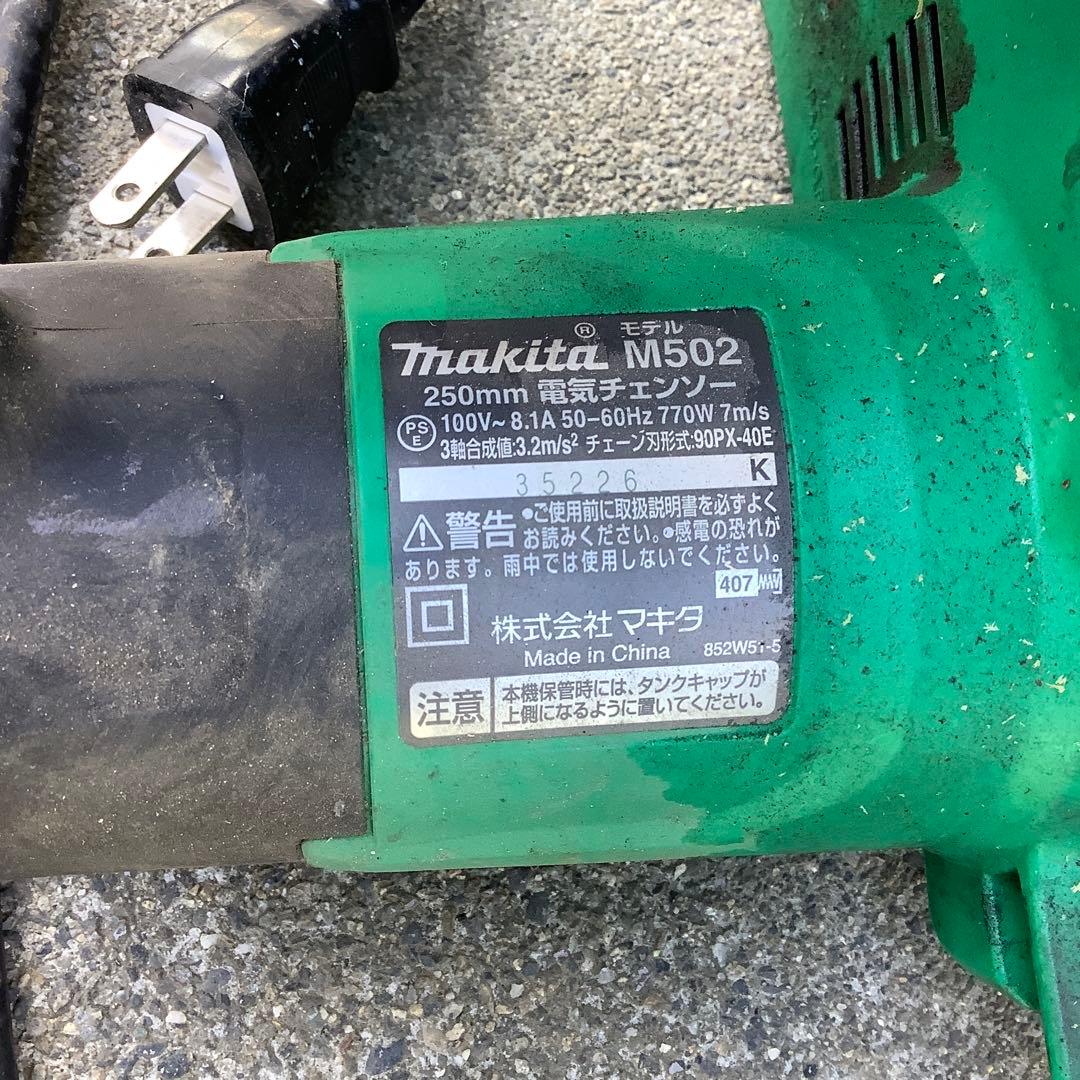 makita® モデル M502
250mm 電気チェンソー
PSE 100V~ 8.1A 50-60Hz 770W 7m/s
3軸合成値:3.2m/s² チェーン刃形式:90PX-40E
35226 K
警告 •ご使用前に取扱説明書を必ずよく
お読みください。•感電の恐れが
あります。雨中では使用しないでください。
407
株式会社マキタ
Made in China 852W51-5
注意 本機保管時には、タンクキャップが
上側になるように置いてください。